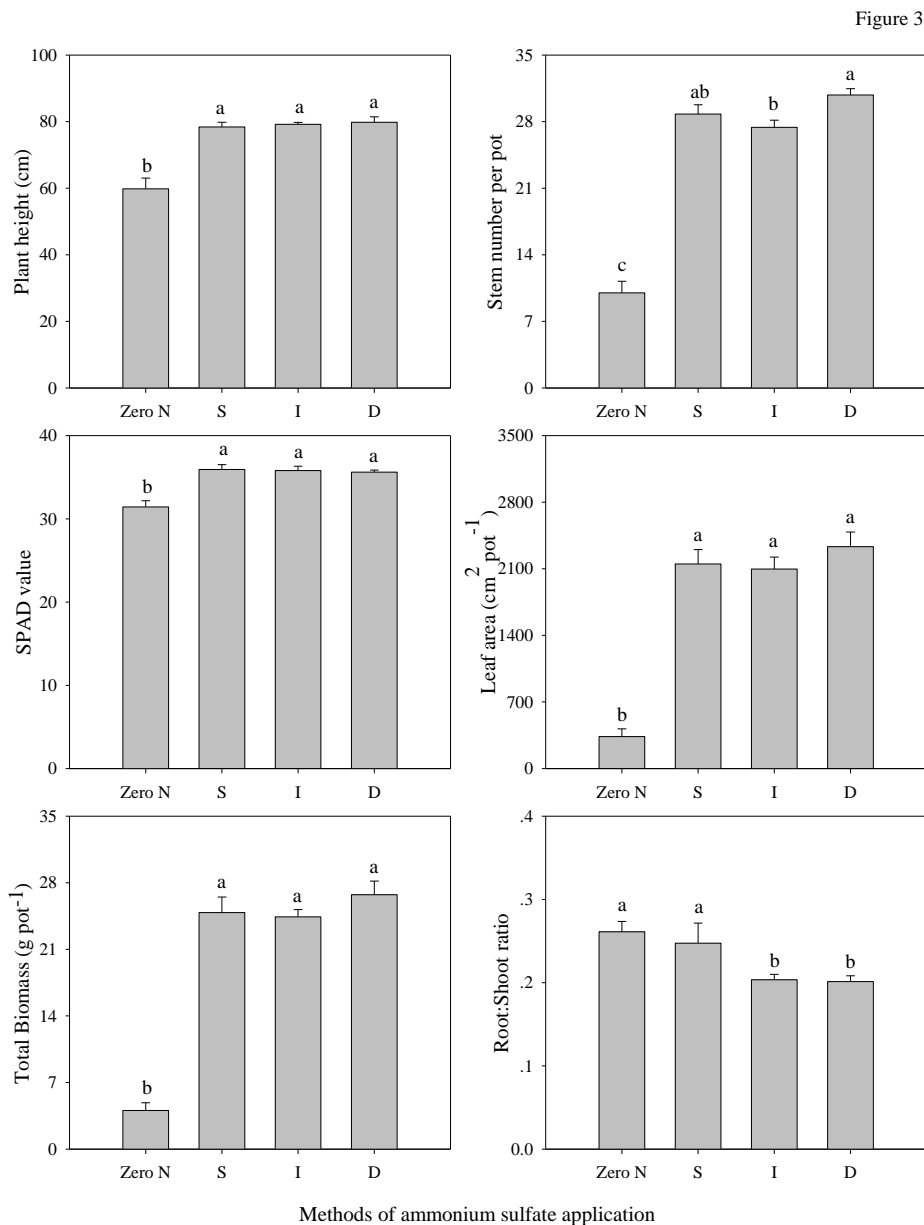 Figure 3
Plant height (cm)
100
80
60
40
20
0
b
a
a
a
Zero N S I D
Stem number per pot
35
28
21
14
7
0
c
ab
b
a
Zero N S I D
SPAD value
40
30
20
10
0
b
a
a
a
Zero N S I D
Leaf area (cm2 pot-1)
3500
2800
2100
1400
700
0
b
a
a
a
Zero N S I D
Total Biomass (g pot-1)
35
28
21
14
7
0
b
a
a
a
Zero N S I D
Root:Shoot ratio
.4
.3
.2
.1
0.0
a
a
b
b
Zero N S I D
Methods of ammonium sulfate application